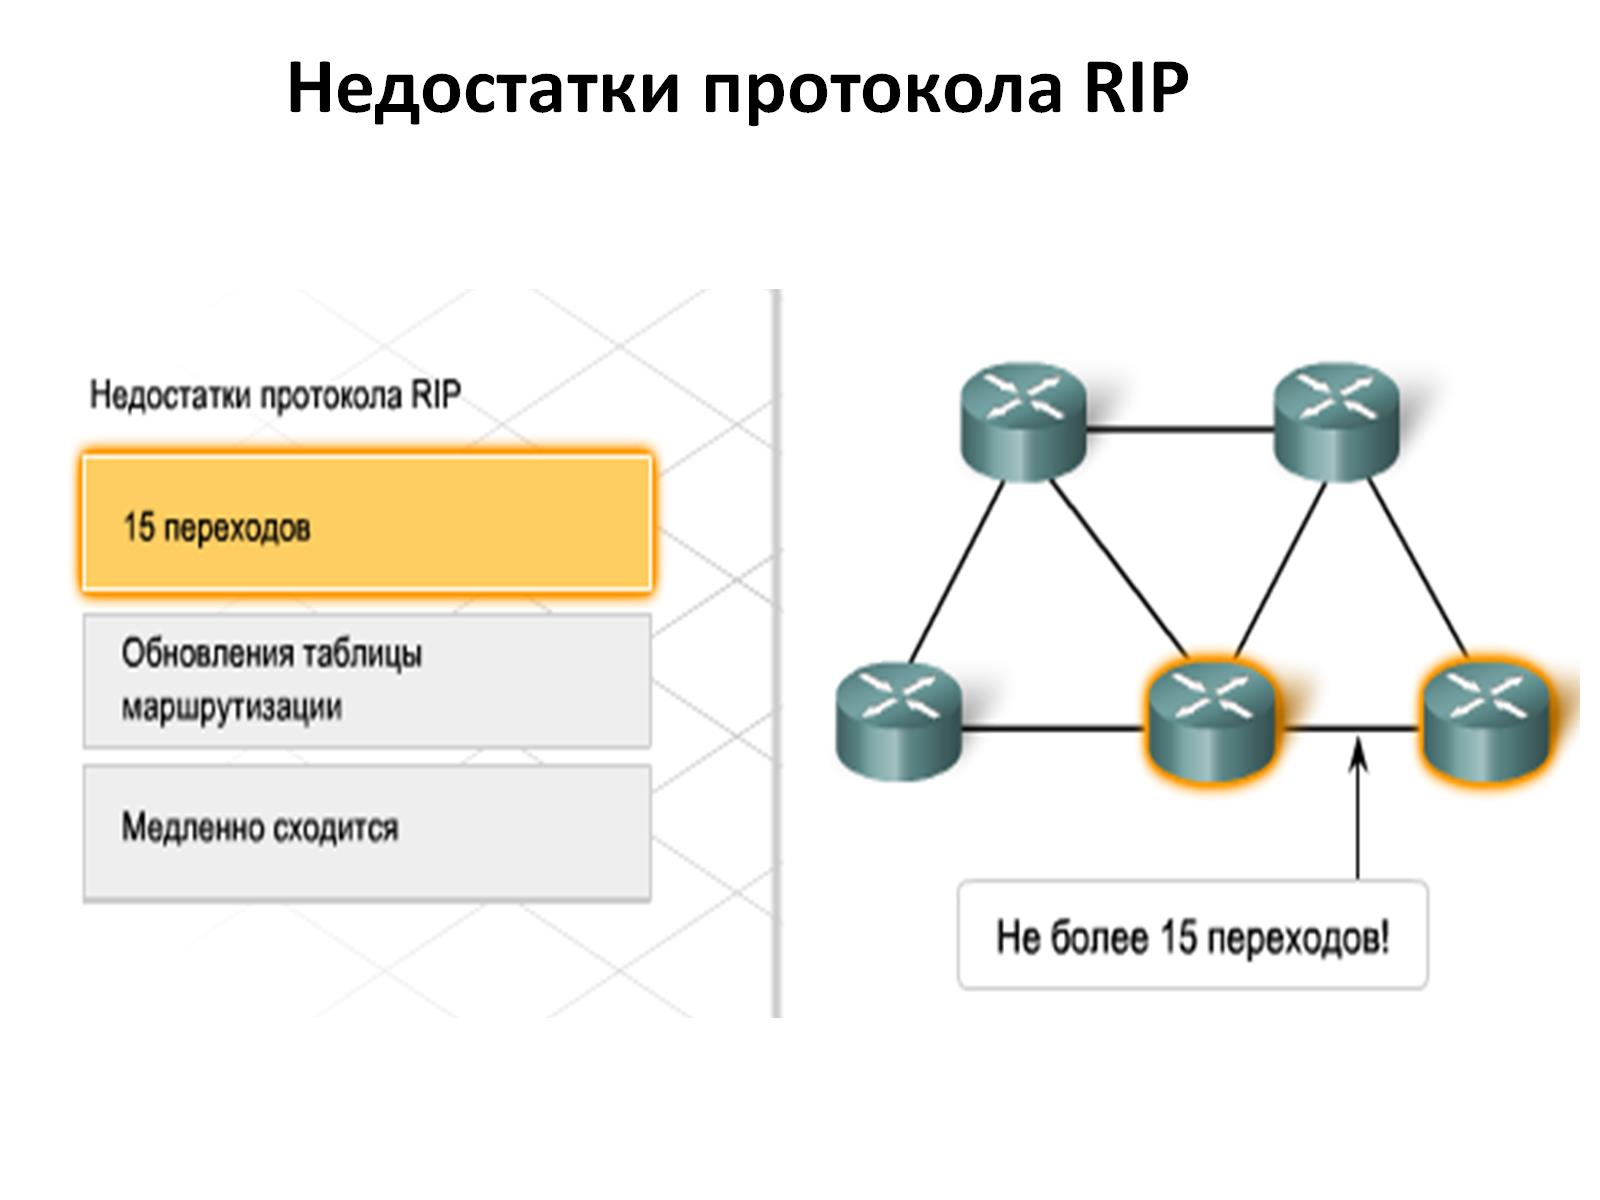 Недостатки протокола RIP
Недостатки протокола RIP
15 переходов
Обновления таблицы
маршрутизации
Медленно сходится
Не более 15 переходов!